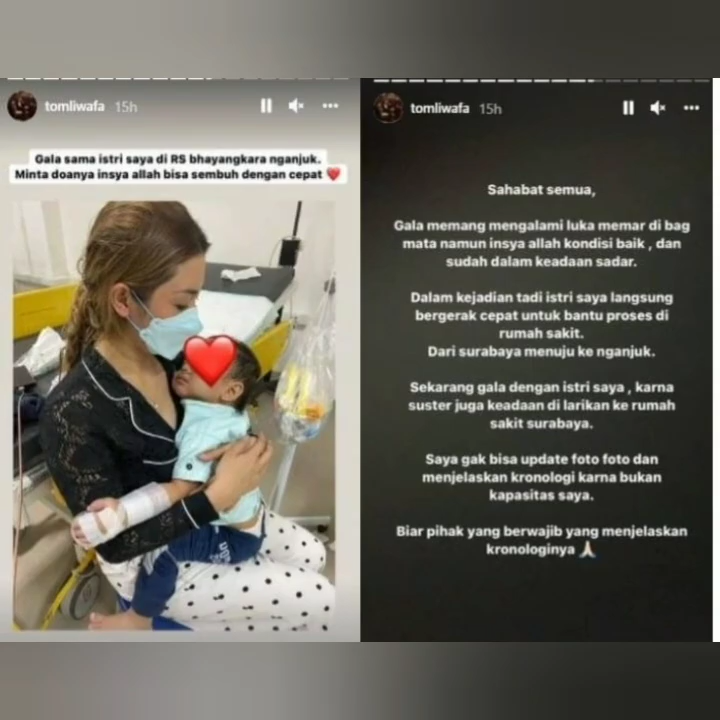 tomliwafa 15h
Gala sama istri saya di RS bhayangkara nganjuk.
Minta doanya insya allah bisa sembuh dengan cepat ❤️
tomliwafa 15h
Sahabat semua,
Gala memang mengalami luka memar di bag
mata namun insya allah kondisi baik , dan
sudah dalam keadaan sadar.
Dalam kejadian tadi istri saya langsung
bergerak cepat untuk bantu proses di
rumah sakit.
Dari surabaya menuju ke nganjuk.
Sekarang gala dengan istri saya , karna
suster juga keadaan di larikan ke rumah
sakit surabaya.
Saya gak bisa update foto foto dan
menjelaskan kronologi karna bukan
kapasitas saya.
Biar pihak yang berwajib yang menjelaskan
kronologinya 🙏🏻